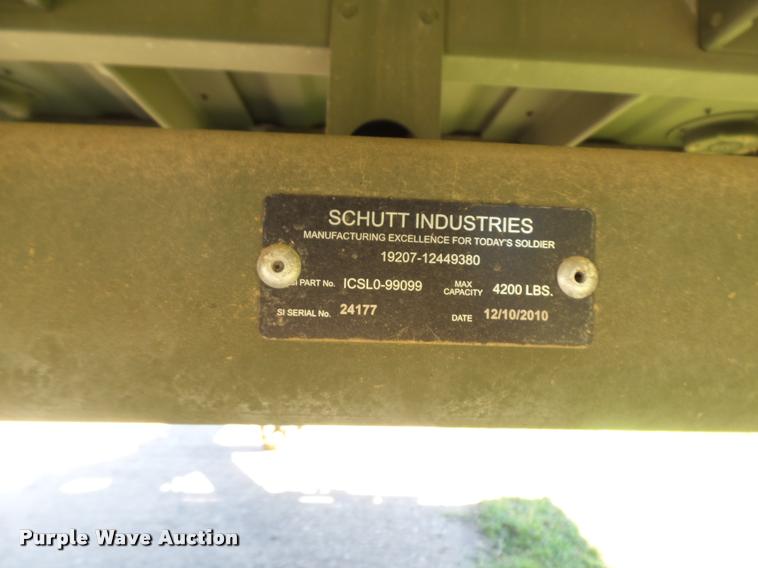 SCHUTT INDUSTRIES
MANUFACTURING EXCELLENCE FOR TODAY'S SOLDIER
19207-12449380
PART No. ICSL0-99099 MAX CAPACITY 4200 LBS.
SI SERIAL No. 24177 DATE 12/10/2010
Purple Wave Auction